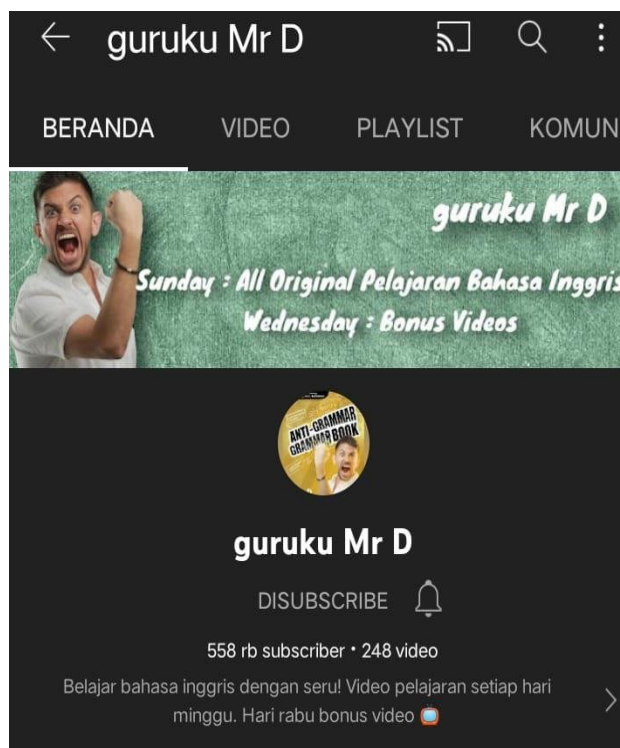 guruku Mr D
BERANDA VIDEO PLAYLIST KOMUN
guruku Mr D
Sunday : All Original Pelajaran Bahasa Inggris
Wednesday : Bonus Videos
ANTI-GRAMMAR
GRAMMAR BOOK
guruku Mr D
DISUBSCRIBE
558 rb subscriber • 248 video
Belajar bahasa inggris dengan seru! Video pelajaran setiap hari
minggu. Hari rabu bonus video